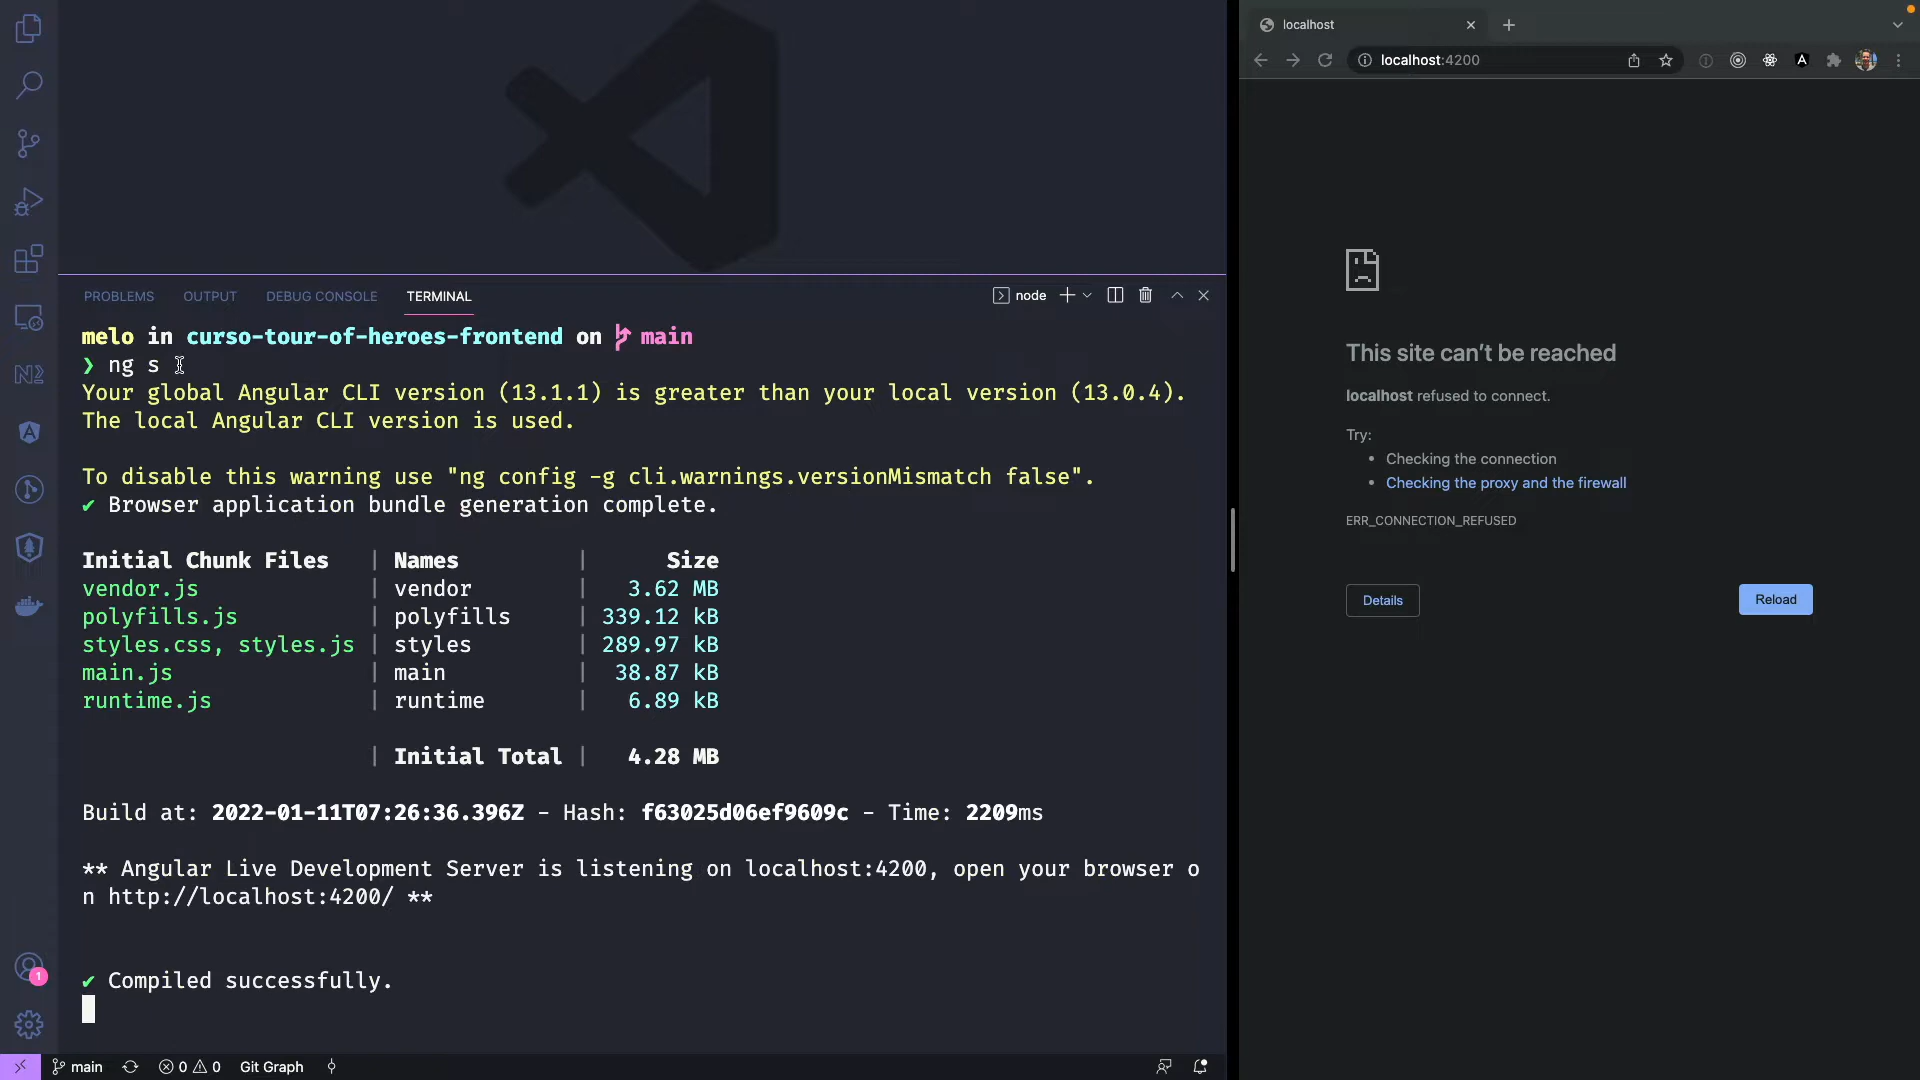 localhost
localhost:4200
PROBLEMS OUTPUT DEBUG CONSOLE TERMINAL
node
melo in curso-tour-of-heroes-frontend on main
❯ ng s
Your global Angular CLI version (13.1.1) is greater than your local version (13.0.4).
The local Angular CLI version is used.
To disable this warning use "ng config -g cli.warnings.versionMismatch false".
✔ Browser application bundle generation complete.
Initial Chunk Files | Names | Size
vendor.js | vendor | 3.62 MB
polyfills.js | polyfills | 339.12 kB
styles.css, styles.js | styles | 289.97 kB
main.js | main | 38.87 kB
runtime.js | runtime | 6.89 kB
| Initial Total | 4.28 MB
Build at: 2022-01-11T07:26:36.396Z - Hash: f63025d06ef9609c - Time: 2209ms
** Angular Live Development Server is listening on localhost:4200, open your browser o
n http://localhost:4200/ **
✔ Compiled successfully.
1
main 0 0 Git Graph
This site can't be reached
localhost refused to connect.
Try:
• Checking the connection
• Checking the proxy and the firewall
ERR_CONNECTION_REFUSED
Details
Reload